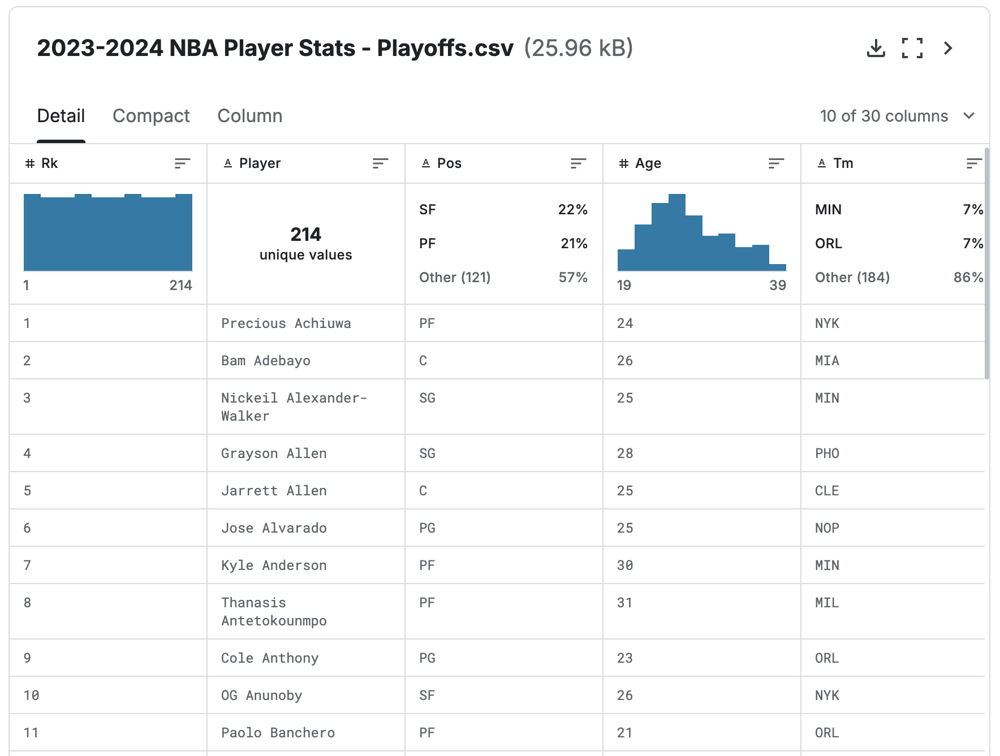 2023-2024 NBA Player Stats - Playoffs.csv (25.96 kB)
Detail Compact Column 10 of 30 columns
# Rk A Player A Pos # Age A Tm
SF 22% MIN 7%
214
unique values
PF 21% ORL 7%
Other (121) 57% Other (184) 86%
1 214 19 39
1 Precious Achiuwa PF 24 NYK
2 Bam Adebayo C 26 MIA
3 Nickeil Alexander- SG 25 MIN
Walker
4 Grayson Allen SG 28 PHO
5 Jarrett Allen C 25 CLE
6 Jose Alvarado PG 25 NOP
7 Kyle Anderson PF 30 MIN
8 Thanasis PF 31 MIL
Antetokounmpo
9 Cole Anthony PG 23 ORL
10 OG Anunoby SF 26 NYK
11 Paolo Banchero PF 21 ORL